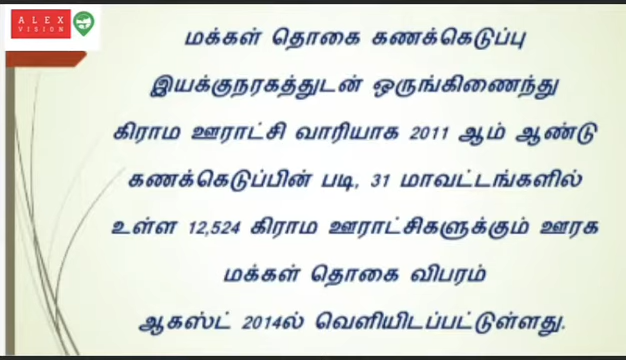 ALEX
VISION
மக்கள் தொகை கணக்கெடுப்பு
இயக்குநரகத்துடன் ஒருங்கிணைந்து
கிராம ஊராட்சி வாரியாக 2011 ஆம் ஆண்டு
கணக்கெடுப்பின் படி, 31 மாவட்டங்களில்
உள்ள 12,524 கிராம ஊராட்சிகளுக்கும் ஊரக
மக்கள் தொகை விபரம்
ஆகஸ்ட் 2014ல் வெளியிடப்பட்டுள்ளது.